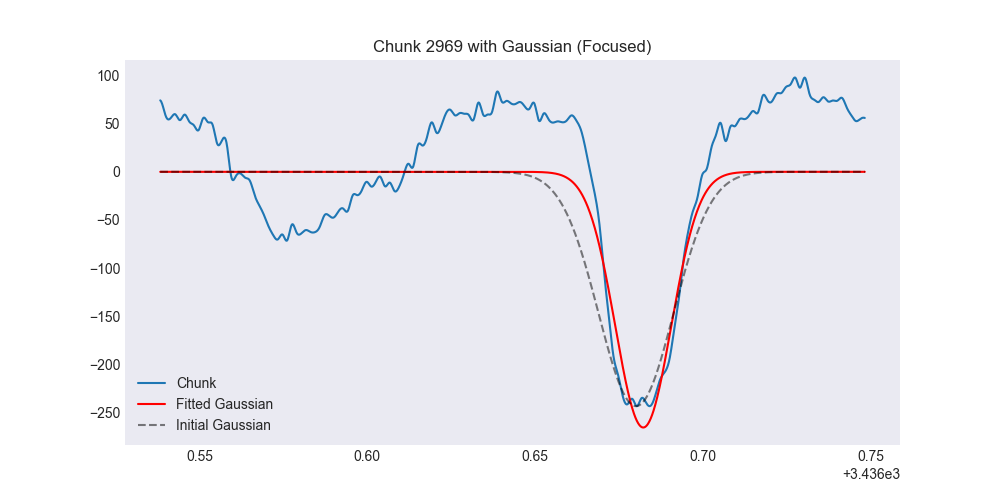 Chunk 2969 with Gaussian (Focused)
100
50
0
−50
−100
−150
−200
−250
Chunk
Fitted Gaussian
Initial Gaussian
0.55 0.60 0.65 0.70 0.75
+3.436e3